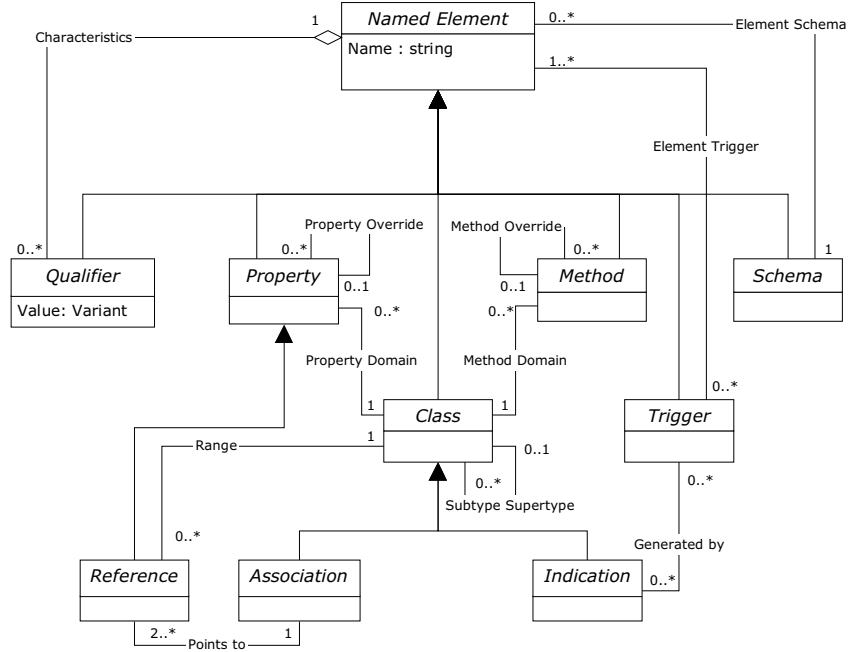 1
Named Element
0..*
Element Schema
Characteristics
Name : string
1..*
Element Trigger
Property Override
Method Override
0..*
0..*
0..*
1
Qualifier
Property
Method
Schema
0..1
0..1
Value: Variant
0..*
0..*
Property Domain
Method Domain
0..*
1
Class
1
Trigger
Range
1
0..1
0..*
0..*
Subtype Supertype
0..*
Generated by
Reference
Association
Indication
0..*
2..*
1
Points to